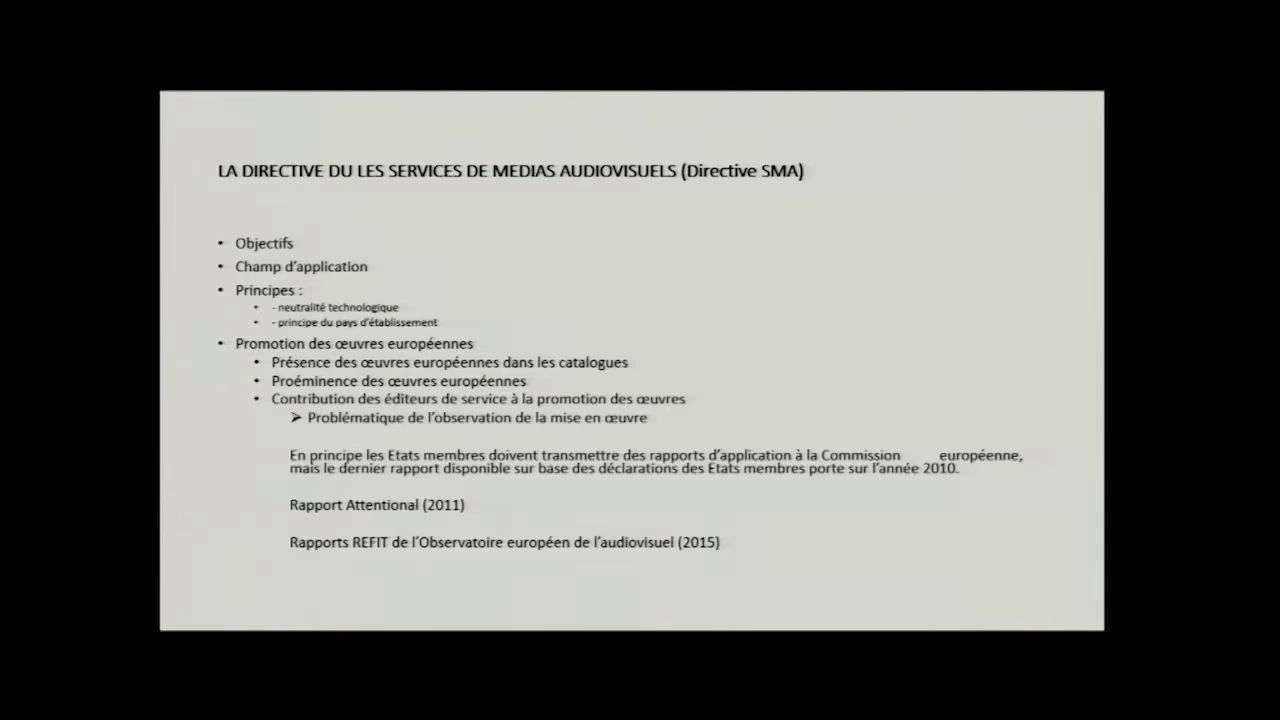 LA DIRECTIVE DU LES SERVICES DE MEDIAS AUDIOVISUELS (Directive SMA)
• Objectifs
• Champ d'application
• Principes :
• - neutralité technologique
• - principe du pays d'établissement
• Promotion des œuvres européennes
• Présence des œuvres européennes dans les catalogues
• Proéminence des œuvres européennes
• Contribution des éditeurs de service à la promotion des œuvres
➢ Problématique de l'observation de la mise en œuvre
En principe les Etats membres doivent transmettre des rapports d'application à la Commission européenne,
mais le dernier rapport disponible sur base des déclarations des Etats membres porte sur l'année 2010.
Rapport Attentional (2011)
Rapports REFIT de l'Observatoire européen de l'audiovisuel (2015)